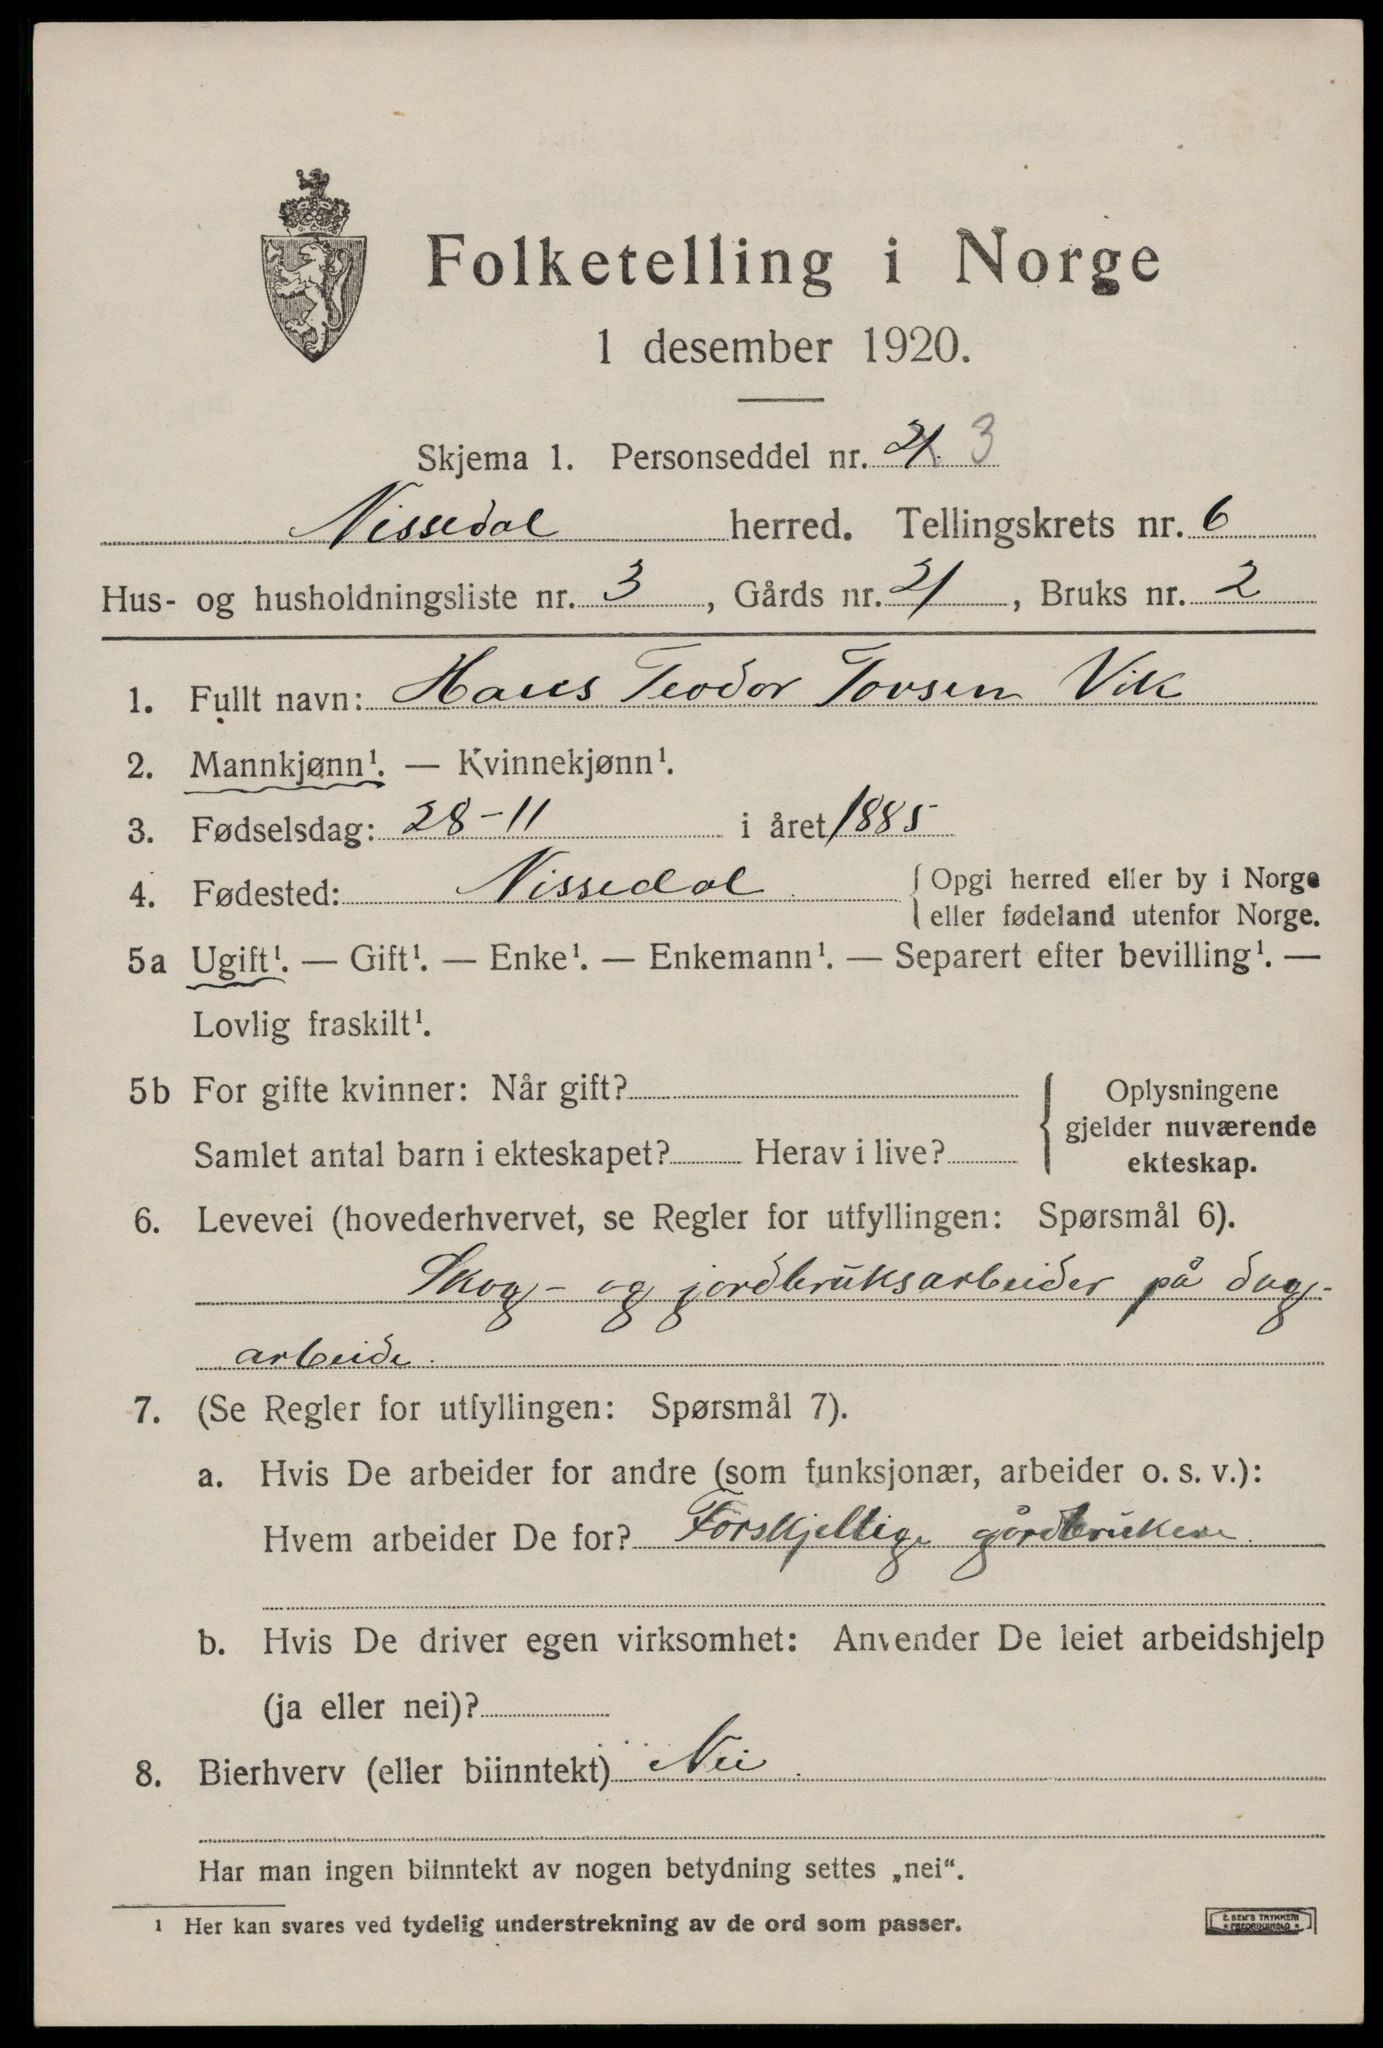 Folketelling i Norge
1 desember 1920.
Skjema 1. Personseddel nr. 3
Nissedal herred. Tellingskrets nr. 6
Hus- og husholdningsliste nr. 3, Gårds nr. 21, Bruks nr. 2
1. Fullt navn: Hans Teodor Tovsen Vik
2. Mannkjønn¹. — Kvinnekjønn¹.
3. Fødselsdag: 28-11 i året 1885
4. Fødested: Nissedal { Opgi herred eller by i Norge
eller fødeland utenfor Norge.
5a Ugift¹. — Gift¹. — Enke¹. — Enkemann¹. — Separert efter bevilling¹. —
Lovlig fraskilt¹.
5b For gifte kvinner: Når gift?
Samlet antal barn i ekteskapet? Herav i live?
{ Oplysningene
gjelder nuværende
ekteskap.
6. Levevei (hovederhvervet, se Regler for utfyllingen: Spørsmål 6).
Skog- og jordbruksarbeider på dag-
arbeide.
7. (Se Regler for utfyllingen: Spørsmål 7).
a. Hvis De arbeider for andre (som funksjonær, arbeider o. s. v.):
Hvem arbeider De for? Forskjellige gårdbrukere.
b. Hvis De driver egen virksomhet: Anvender De leiet arbeidshjelp
(ja eller nei)?
8. Bierhverv (eller biinntekt) Nei.
Har man ingen biinntekt av nogen betydning settes „nei“.
¹ Her kan svares ved tydelig understrekning av de ord som passer.
E. SEM'S TRYKKERI
FREDRIKSHALD